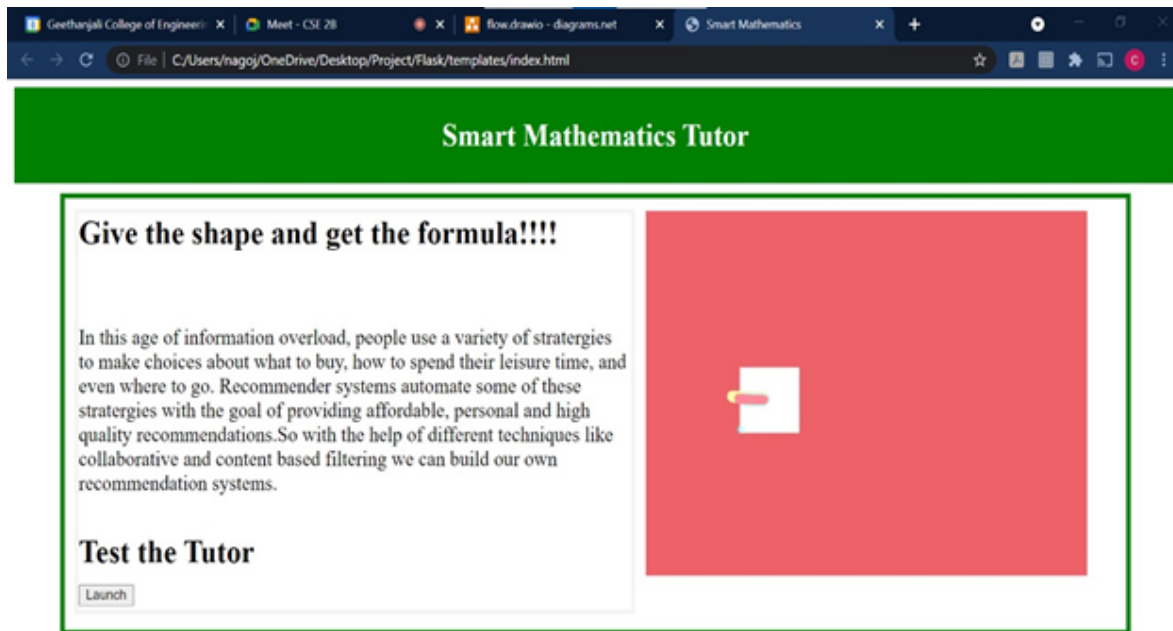 Geethanjali College of Engineerin
Meet - CSE 2B
flow.drawio - diagrams.net
Smart Mathematics
File | C:/Users/nagoj/OneDrive/Desktop/Project/Flask/templates/index.html
C
Smart Mathematics Tutor
Give the shape and get the formula!!!!
In this age of information overload, people use a variety of stratergies
to make choices about what to buy, how to spend their leisure time, and
even where to go. Recommender systems automate some of these
stratergies with the goal of providing affordable, personal and high
quality recommendations.So with the help of different techniques like
collaborative and content based filtering we can build our own
recommendation systems.
Test the Tutor
Launch